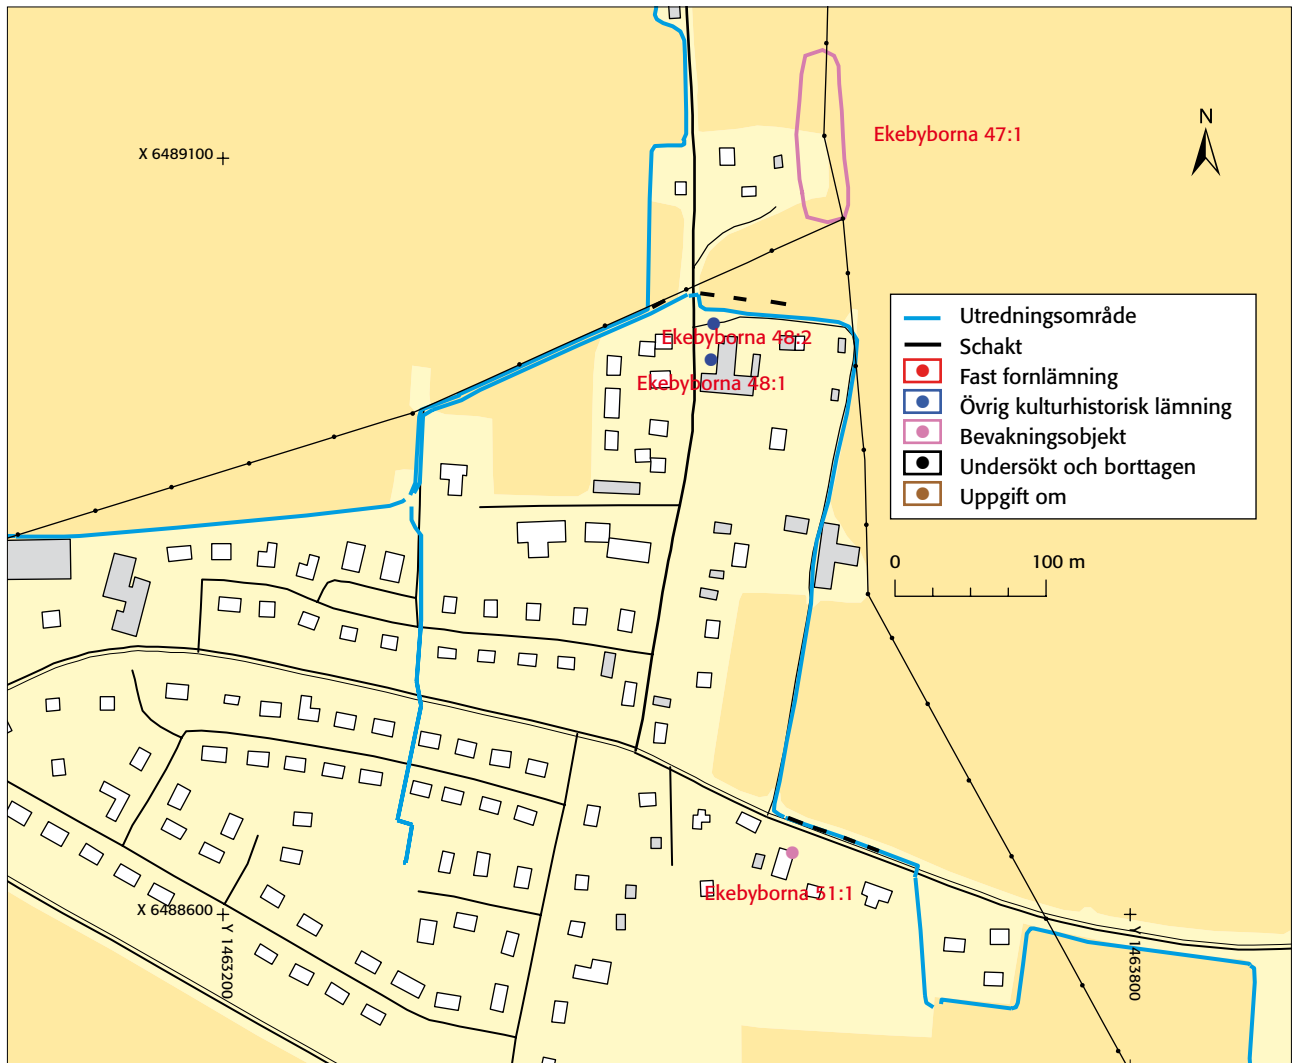 N
Ekebyborna 47:1
X 6489100
Utredningsområde
Schakt
Fast fornlämning
Övrig kulturhistorisk lämning
Bevakningsobjekt
Undersökt och borttagen
Uppgift om
Ekebyborna 48:2
Ekebyborna 48:1
0 100 m
Ekebyborna 51:1
X 6488600
Y 1463200
Y 1463800